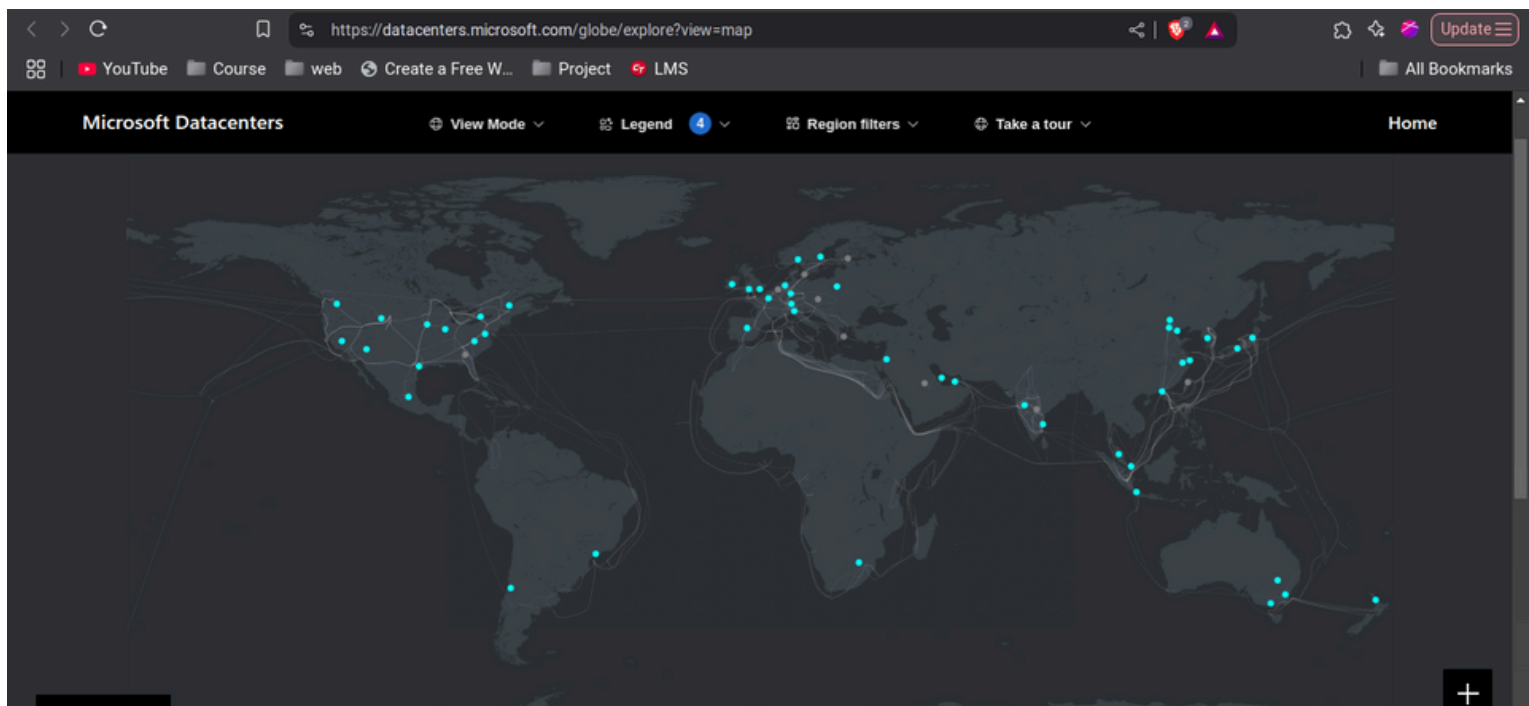 https://datacenters.microsoft.com/globe/explore?view=map 2 Update
YouTube Course web Create a Free W... Project LMS All Bookmarks
Microsoft Datacenters View Mode Legend 4 Region filters Take a tour Home